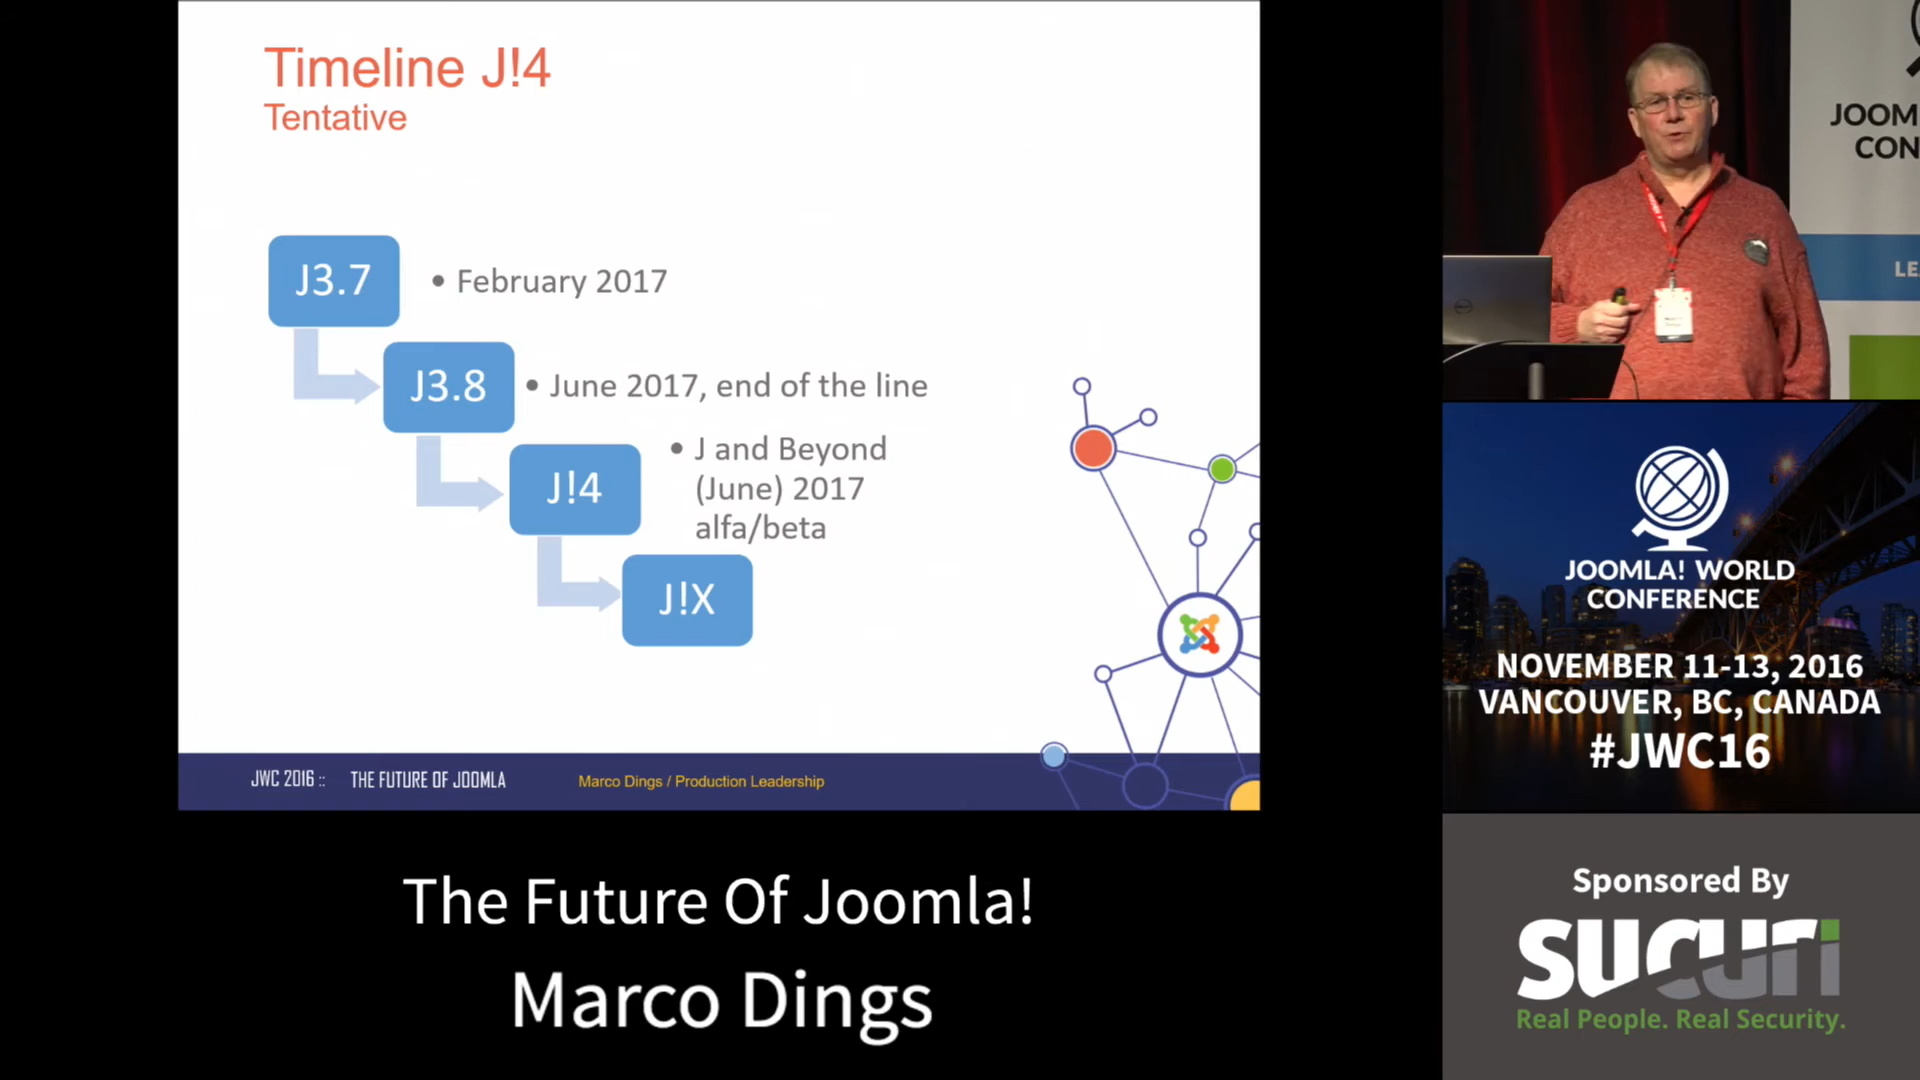 Timeline J!4
Tentative
J3.7
• February 2017
J3.8
• June 2017, end of the line
J!4
• J and Beyond
(June) 2017
alfa/beta
J!X
JWC 2016 :: THE FUTURE OF JOOMLA
Marco Dings / Production Leadership
The Future Of Joomla!
Marco Dings
JOOM
CON
LE
JOOMLA! WORLD
CONFERENCE
NOVEMBER 11-13, 2016
VANCOUVER, BC, CANADA
#JWC16
Sponsored By
SUCURi
Real People. Real Security.